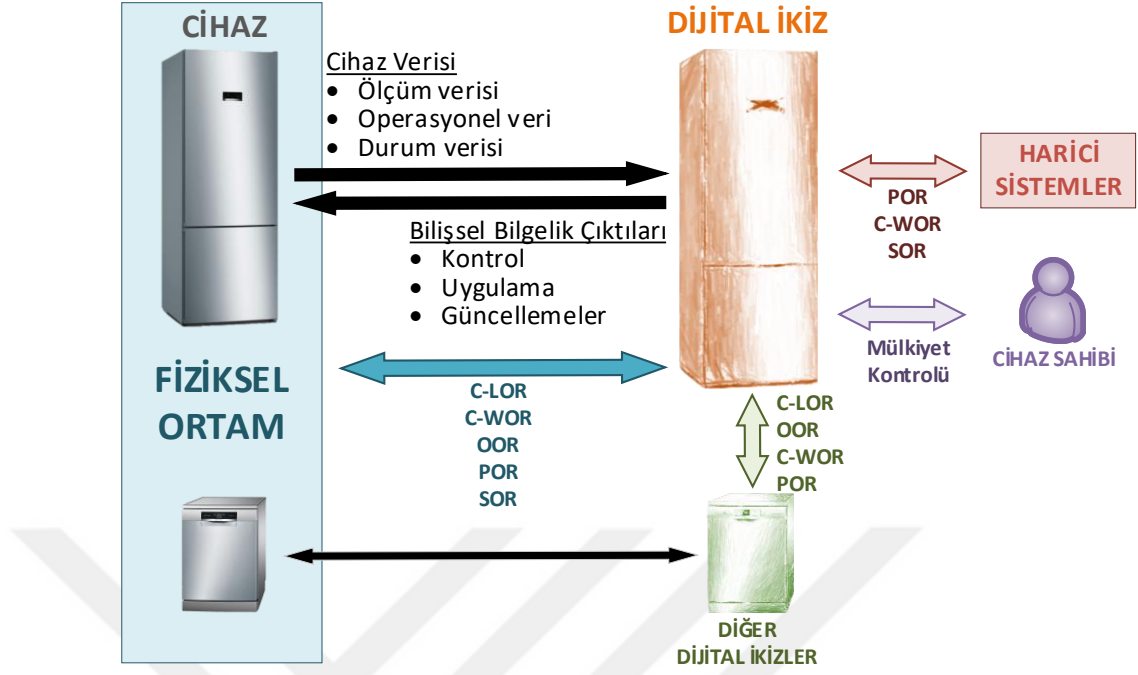 CİHAZ
DİJİTAL İKİZ
Cihaz Verisi
• Ölçüm verisi
• Operasyonel veri
• Durum verisi
Bilişsel Bilgelik Çıktıları
• Kontrol
• Uygulama
• Güncellemeler
HARİCİ
SİSTEMLER
POR
C-WOR
SOR
Mülkiyet
Kontrolü
CİHAZ SAHİBİ
FİZİKSEL
ORTAM
C-LOR
C-WOR
OOR
POR
SOR
C-LOR
OOR
C-WOR
POR
DİĞER
DİJİTAL İKİZLER